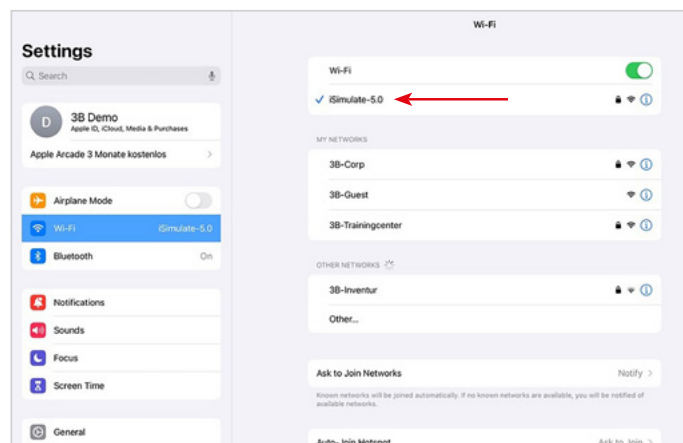 Wi-Fi
Settings
Search
D
3B Demo
Apple ID, iCloud, Media & Purchases
Apple Arcade 3 Monate kostenlos
Airplane Mode
Wi-Fi iSimulate-5.0
Bluetooth On
Notifications
Sounds
Focus
Screen Time
General
Wi-Fi
iSimulate-5.0
MY NETWORKS
3B-Corp
3B-Guest
3B-Trainingcenter
OTHER NETWORKS
3B-Inventur
Other...
Ask to Join Networks Notify
Known networks will be joined automatically. If no known networks are available, you will be notified of
available networks.
Auto-Join Hotspot Ask to Join